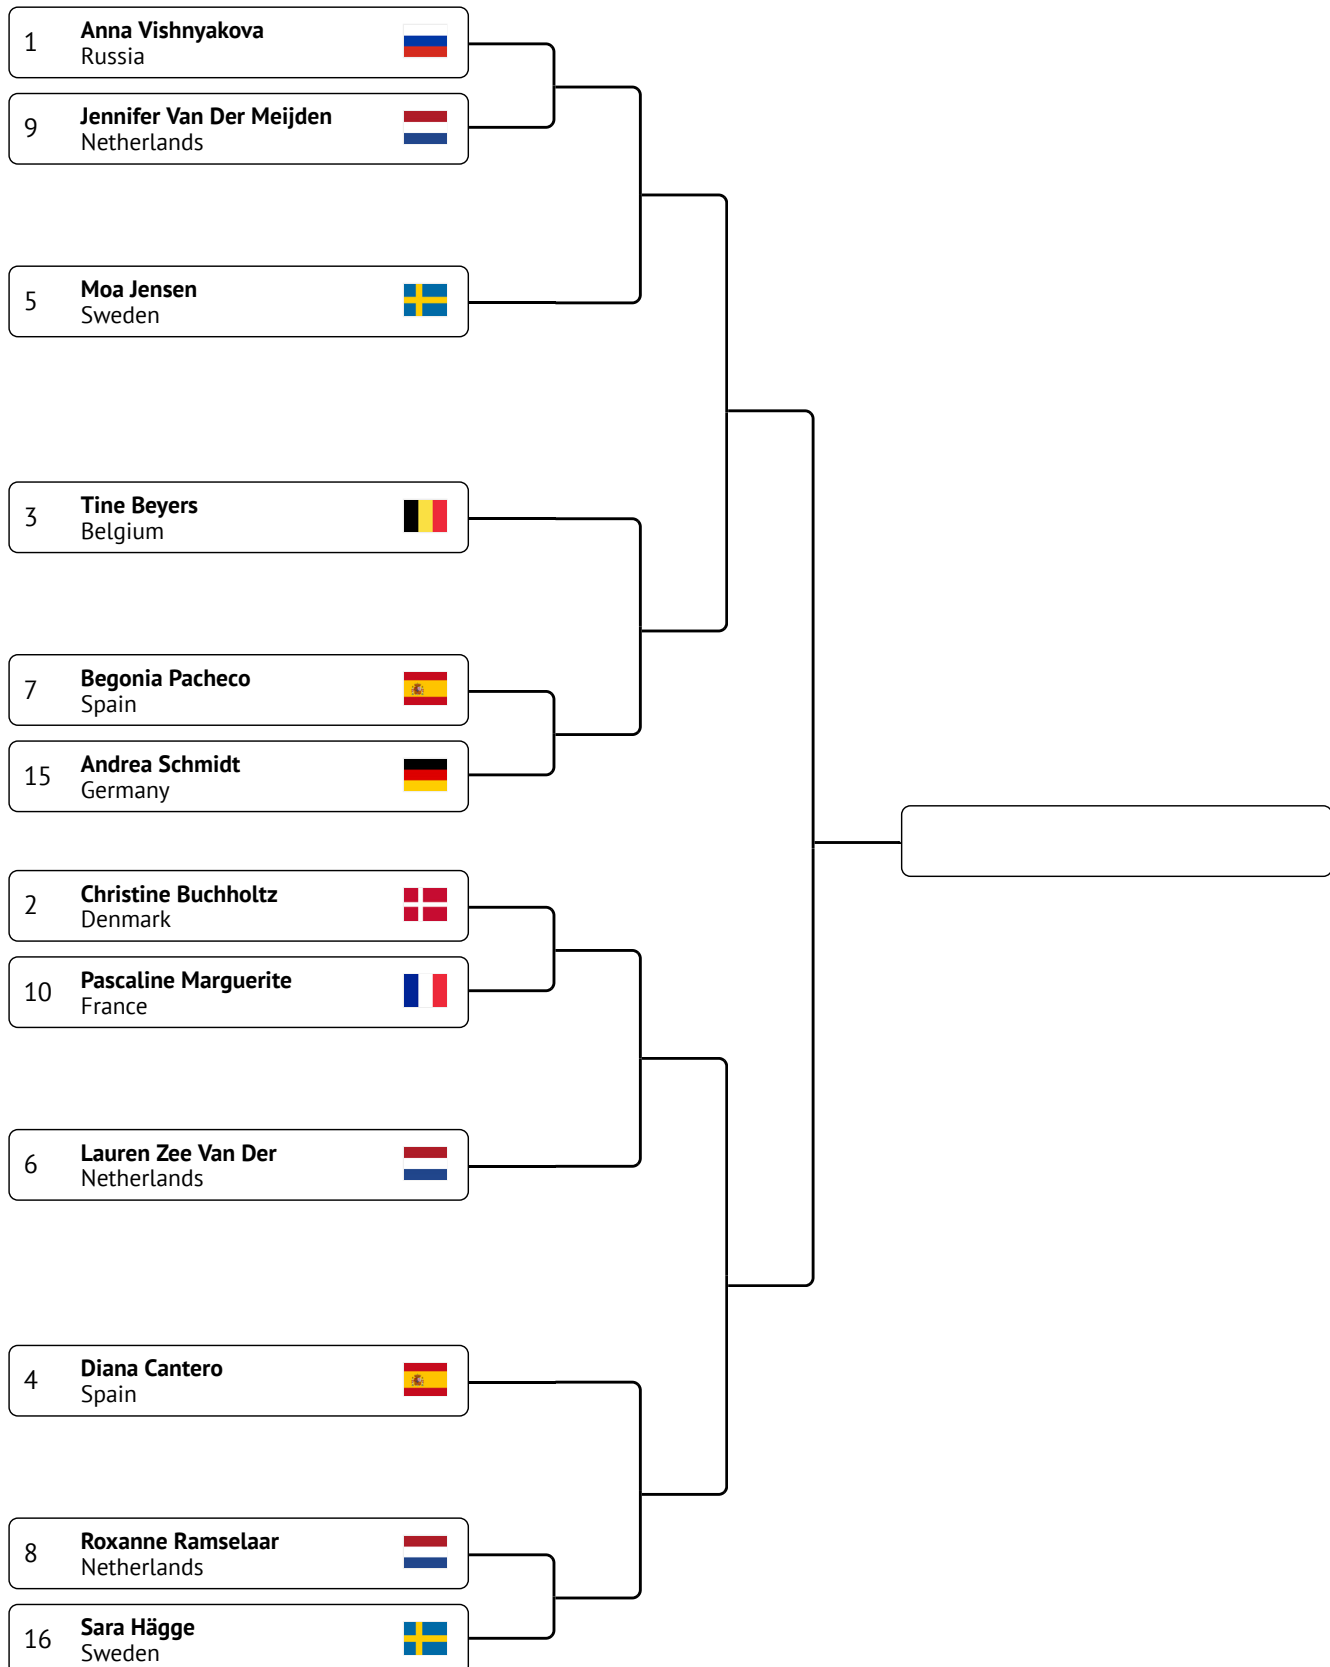 1
Anna Vishnyakova
Russia
9
Jennifer Van Der Meijden
Netherlands
5
Moa Jensen
Sweden
3
Tine Beyers
Belgium
7
Begonia Pacheco
Spain
15
Andrea Schmidt
Germany
2
Christine Buchholtz
Denmark
10
Pascaline Marguerite
France
6
Lauren Zee Van Der
Netherlands
4
Diana Cantero
Spain
8
Roxanne Ramselaar
Netherlands
16
Sara Hägge
Sweden